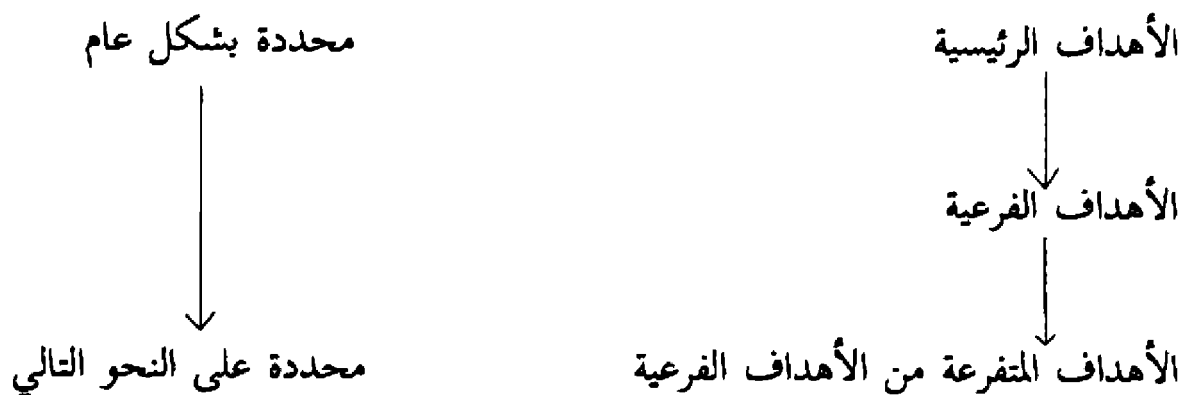 الأهداف الرئيسية محددة بشكل عام
الأهداف الفرعية
الأهداف المتفرعة من الأهداف الفرعية محددة على النحو التالي